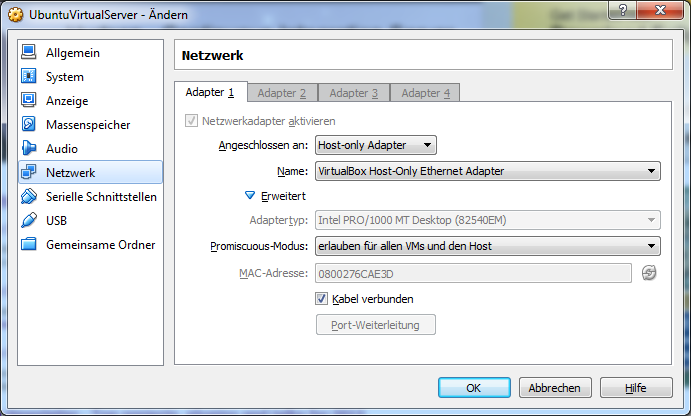 UbuntuVirtualServer - Ändern
Allgemein
System
Anzeige
Massenspeicher
Audio
Netzwerk
Serielle Schnittstellen
USB
Gemeinsame Ordner
Netzwerk
Adapter 1 Adapter 2 Adapter 3 Adapter 4
Netzwerkadapter aktivieren
Angeschlossen an: Host-only Adapter
Name: VirtualBox Host-Only Ethernet Adapter
Erweitert
Adaptertyp: Intel PRO/1000 MT Desktop (82540EM)
Promiscuous-Modus: erlauben für allen VMs und den Host
MAC-Adresse: 0800276CAE3D
Kabel verbunden
Port-Weiterleitung
OK Abbrechen Hilfe